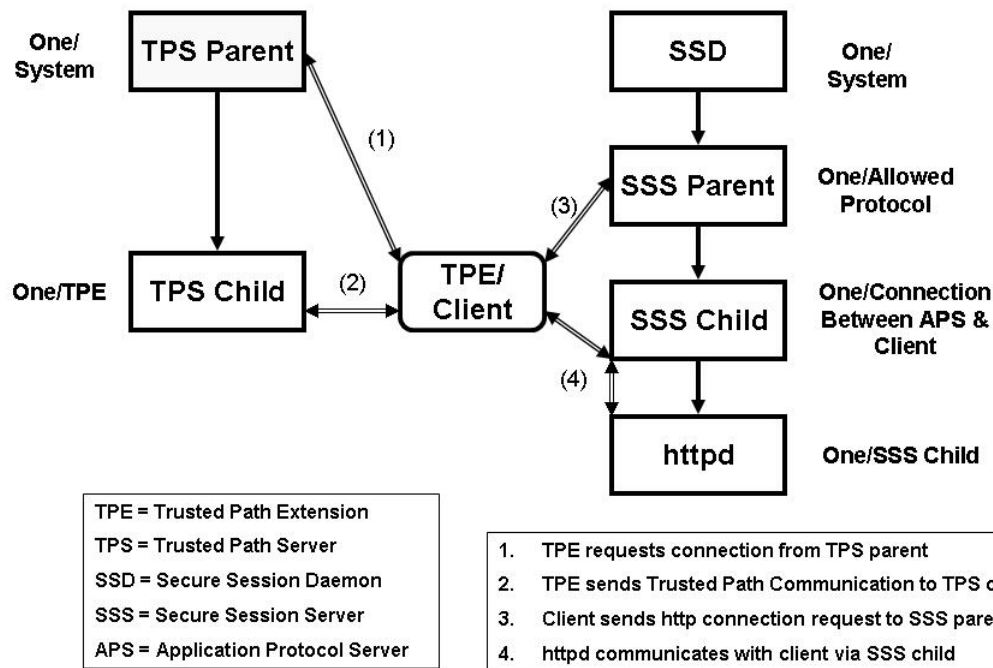 One/
System
TPS Parent
SSD
One/
System
(1)
SSS Parent
One/Allowed
Protocol
(3)
One/TPE
TPS Child
(2)
TPE/
Client
SSS Child
One/Connection
Between APS &
Client
(4)
httpd
One/SSS Child
TPE = Trusted Path Extension
TPS = Trusted Path Server
SSD = Secure Session Daemon
SSS = Secure Session Server
APS = Application Protocol Server
1. TPE requests connection from TPS parent
2. TPE sends Trusted Path Communication to TPS
3. Client sends http connection request to SSS
4. httpd communicates with client via SSS child